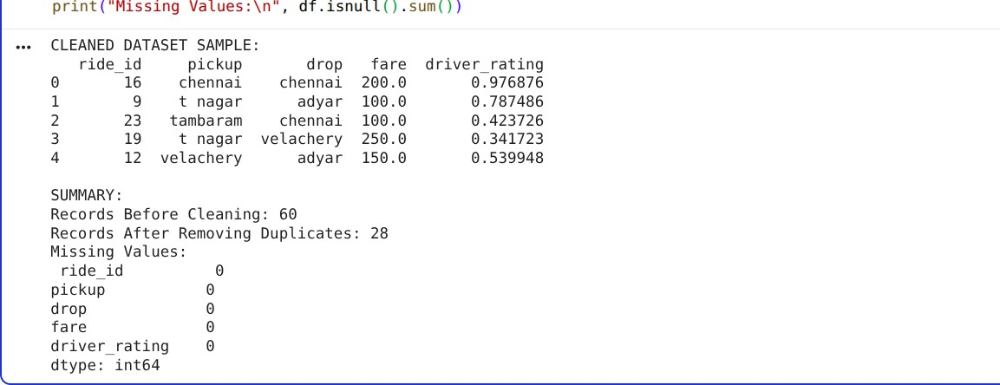 print("Missing Values:\n", df.isnull().sum())
CLEANED DATASET SAMPLE:
ride_id pickup drop fare driver_rating
0 16 chennai chennai 200.0 0.976876
1 9 t nagar adyar 100.0 0.787486
2 23 tambaram chennai 100.0 0.423726
3 19 t nagar velachery 250.0 0.341723
4 12 velachery adyar 150.0 0.539948
SUMMARY:
Records Before Cleaning: 60
Records After Removing Duplicates: 28
Missing Values:
ride_id 0
pickup 0
drop 0
fare 0
driver_rating 0
dtype: int64